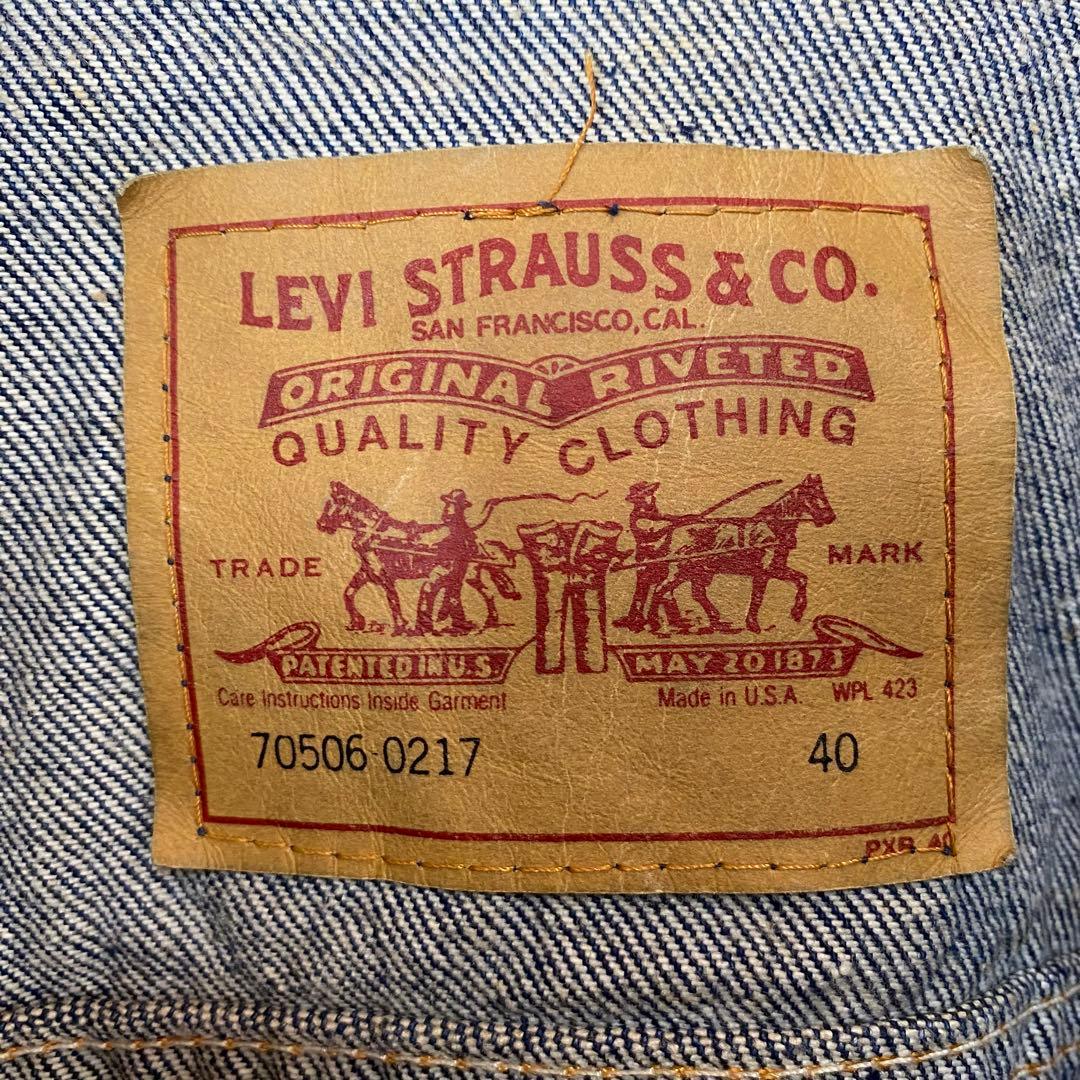 LEVI STRAUSS & CO.
SAN FRANCISCO, CAL.
ORIGINAL RIVETED
QUALITY CLOTHING
TRADE MARK
PATENTED IN U.S. MAY 20 1873
Care Instructions Inside Garment Made in U.S.A. WPL 423
70506-0217 40
PXB 40